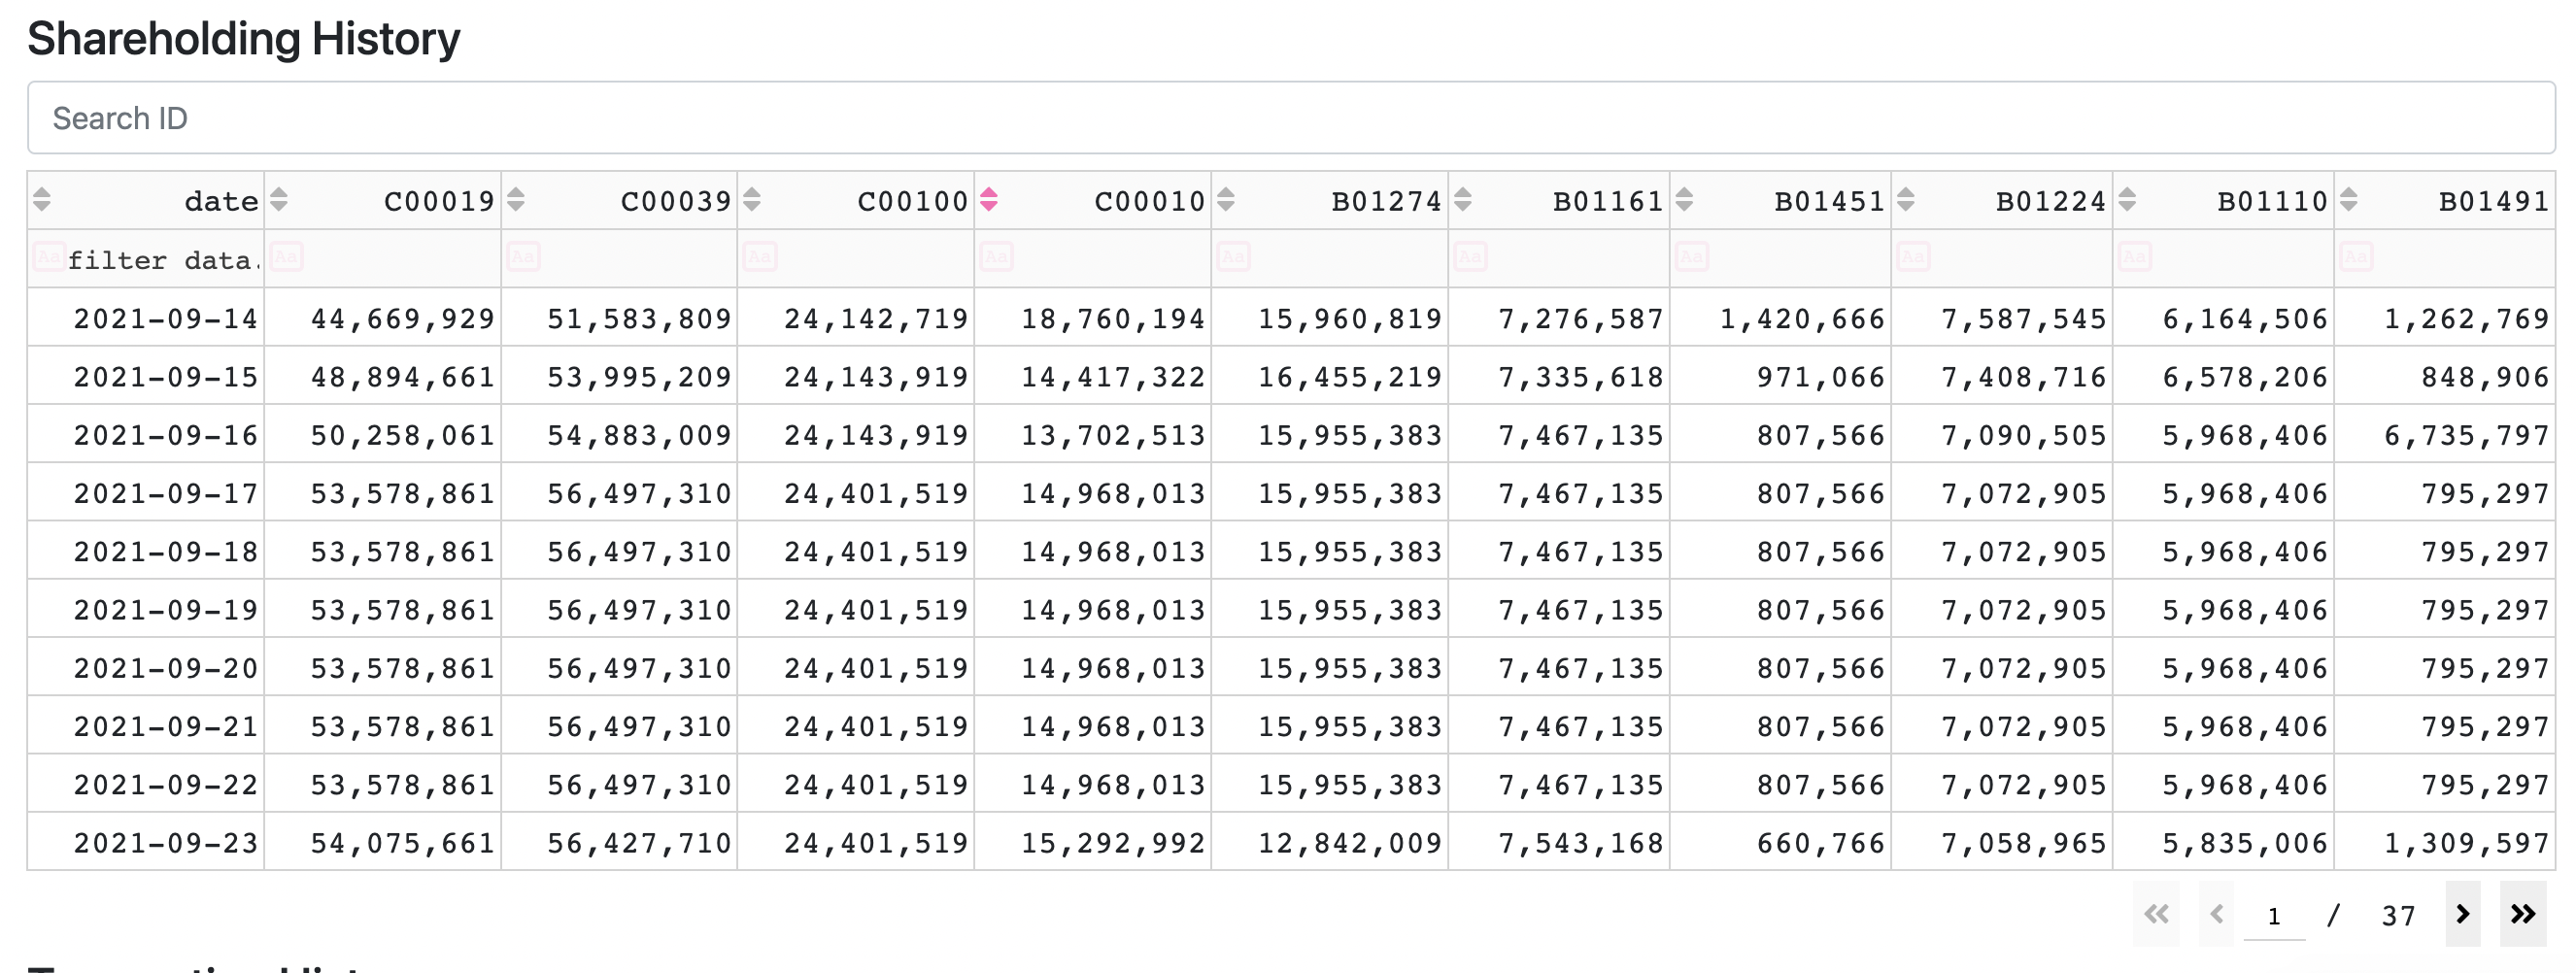 Shareholding History
Search ID
date C00019 C00039 C00100 C00010 B01274 B01161 B01451 B01224 B01110 B01491
Aa filter data. Aa Aa Aa Aa Aa Aa Aa Aa Aa Aa
2021-09-14 44,669,929 51,583,809 24,142,719 18,760,194 15,960,819 7,276,587 1,420,666 7,587,545 6,164,506 1,262,769
2021-09-15 48,894,661 53,995,209 24,143,919 14,417,322 16,455,219 7,335,618 971,066 7,408,716 6,578,206 848,906
2021-09-16 50,258,061 54,883,009 24,143,919 13,702,513 15,955,383 7,467,135 807,566 7,090,505 5,968,406 6,735,797
2021-09-17 53,578,861 56,497,310 24,401,519 14,968,013 15,955,383 7,467,135 807,566 7,072,905 5,968,406 795,297
2021-09-18 53,578,861 56,497,310 24,401,519 14,968,013 15,955,383 7,467,135 807,566 7,072,905 5,968,406 795,297
2021-09-19 53,578,861 56,497,310 24,401,519 14,968,013 15,955,383 7,467,135 807,566 7,072,905 5,968,406 795,297
2021-09-20 53,578,861 56,497,310 24,401,519 14,968,013 15,955,383 7,467,135 807,566 7,072,905 5,968,406 795,297
2021-09-21 53,578,861 56,497,310 24,401,519 14,968,013 15,955,383 7,467,135 807,566 7,072,905 5,968,406 795,297
2021-09-22 53,578,861 56,497,310 24,401,519 14,968,013 15,955,383 7,467,135 807,566 7,072,905 5,968,406 795,297
2021-09-23 54,075,661 56,427,710 24,401,519 15,292,992 12,842,009 7,543,168 660,766 7,058,965 5,835,006 1,309,597
1 / 37